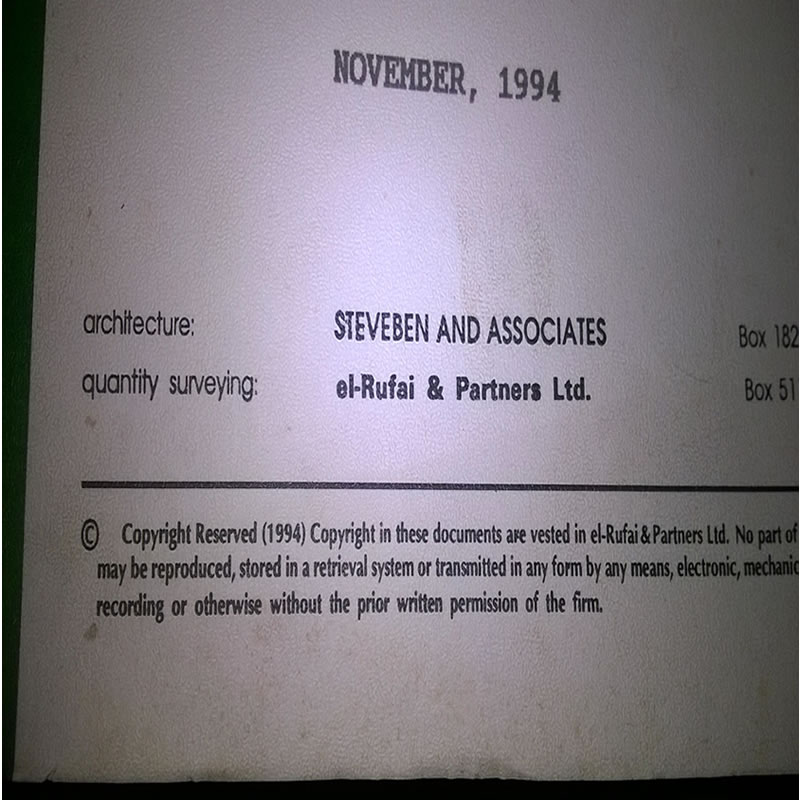 NOVEMBER, 1994
architecture: STEVEBEN AND ASSOCIATES Box 182
quantity surveying: el-Rufai & Partners Ltd. Box 51
© Copyright Reserved (1994) Copyright in these documents are vested in el-Rufai & Partners Ltd. No part of
may be reproduced, stored in a retrieval system or transmitted in any form by any means, electronic, mechanic
recording or otherwise without the prior written permission of the firm.